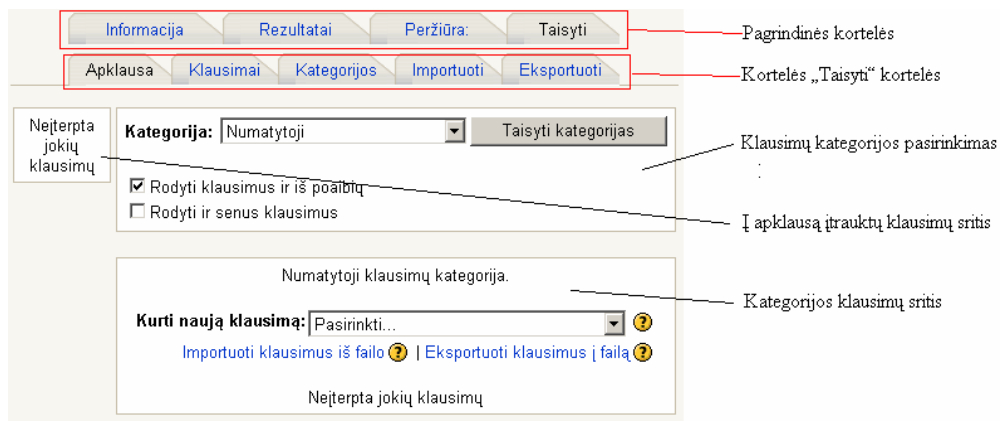 Informacija Rezultatai Peržiūra: Taisyti
Pagrindinės kortelės
Apklausa Klausimai Kategorijos Importuoti Eksportuoti
Kortelės „Taisyti“ kortelės
Neįterpta
jokių
klausimų
Kategorija: Numatytoji Taisyti kategorijas
Klausimų kategorijos pasirinkimas
:
Rodyti klausimus ir iš poaibių
Rodyti ir senus klausimus
Į apklausą įtrauktų klausimų sritis
Numatytoji klausimų kategorija.
Kategorijos klausimų sritis
Kurti naują klausimą: Pasirinkti... ?
Importuoti klausimus iš failo ? | Eksportuoti klausimus į failą ?
Neįterpta jokių klausimų